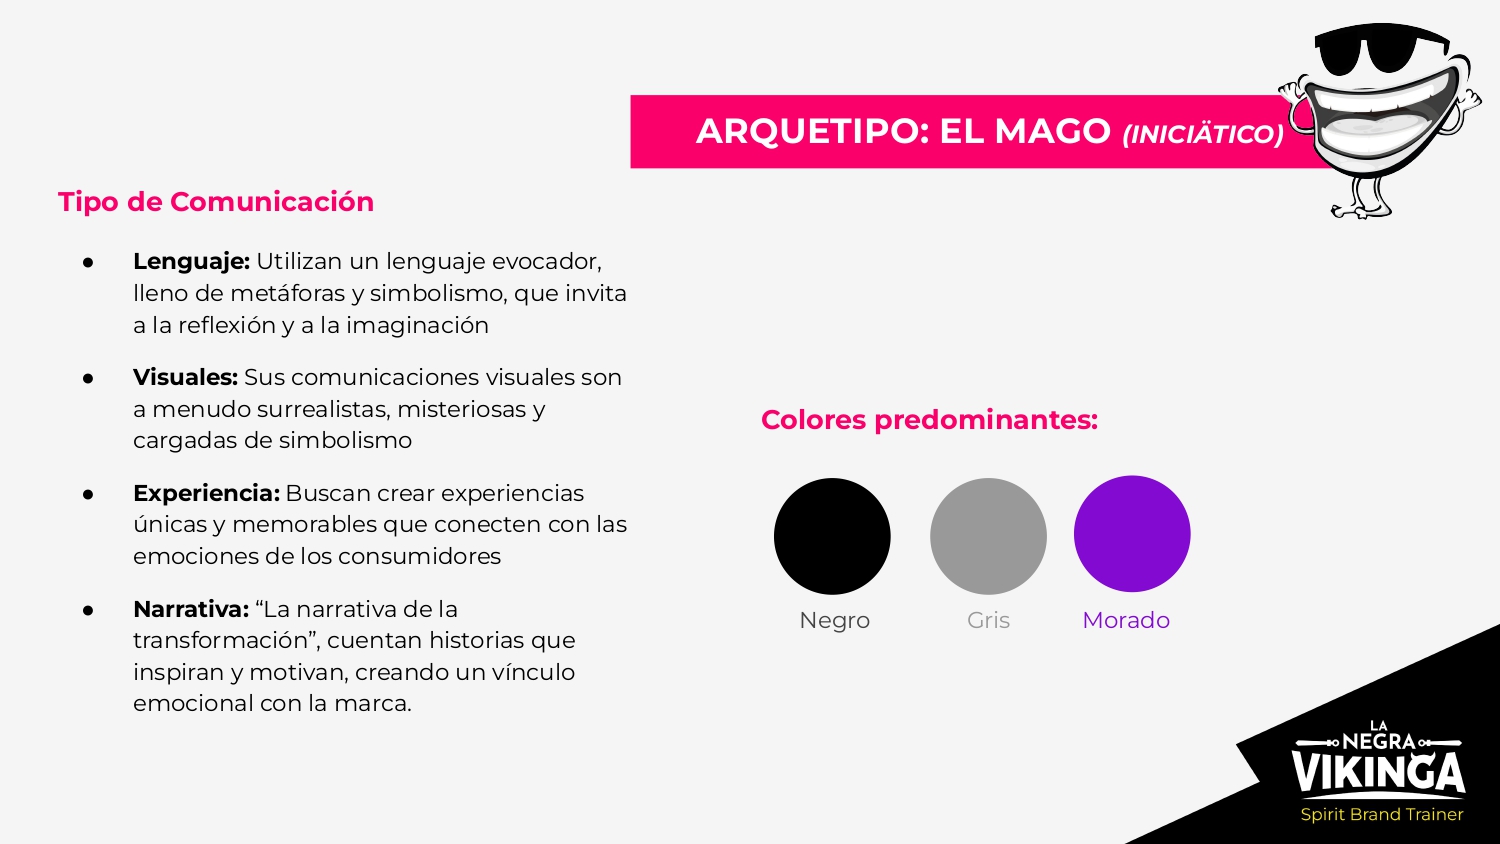 ARQUETIPO: EL MAGO (INICIÄTICO)
Tipo de Comunicación
● Lenguaje: Utilizan un lenguaje evocador,
lleno de metáforas y simbolismo, que invita
a la reflexión y a la imaginación
● Visuales: Sus comunicaciones visuales son
a menudo surrealistas, misteriosas y
cargadas de simbolismo
● Experiencia: Buscan crear experiencias
únicas y memorables que conecten con las
emociones de los consumidores
● Narrativa: “La narrativa de la
transformación”, cuentan historias que
inspiran y motivan, creando un vínculo
emocional con la marca.
Colores predominantes:
Negro Gris Morado
LA
NEGRA
VIKINGA
Spirit Brand Trainer